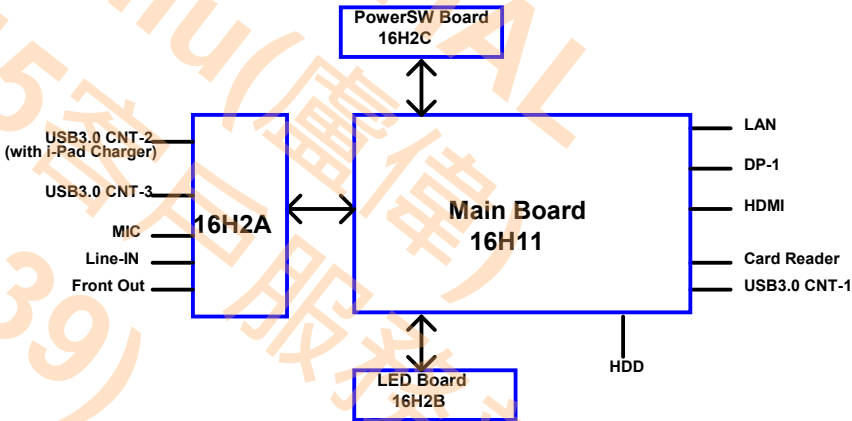 PowerSW Board
16H2C
USB3.0 CNT-2
(with i-Pad Charger)
USB3.0 CNT-3
MIC
Line-IN
Front Out
16H2A
Main Board
16H11
LAN
DP-1
HDMI
Card Reader
USB3.0 CNT-1
HDD
LED Board
16H2B